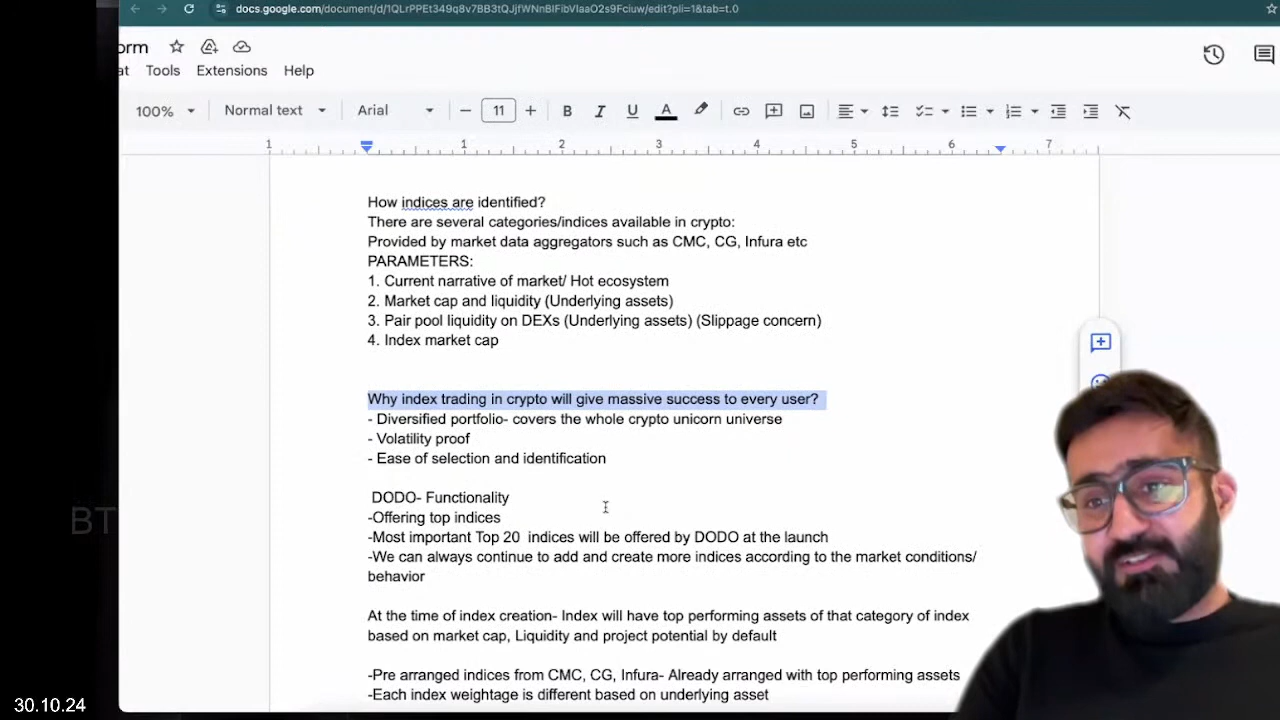 docs.google.com/document/d/1QLrPPEt349q8v7BB3tQJjfWNnBIFibVIaaO2s9Fciuw/edit?pli=1&tab=t.0
orm
at Tools Extensions Help
100% Normal text Arial 11
1 1 2 3 4 5 6 7
How indices are identified?
There are several categories/indices available in crypto:
Provided by market data aggregators such as CMC, CG, Infura etc
PARAMETERS:
1. Current narrative of market/ Hot ecosystem
2. Market cap and liquidity (Underlying assets)
3. Pair pool liquidity on DEXs (Underlying assets) (Slippage concern)
4. Index market cap
Why index trading in crypto will give massive success to every user?
- Diversified portfolio- covers the whole crypto unicorn universe
- Volatility proof
- Ease of selection and identification
DODO- Functionality
-Offering top indices
BT
-Most important Top 20 indices will be offered by DODO at the launch
-We can always continue to add and create more indices according to the market conditions/
behavior
At the time of index creation- Index will have top performing assets of that category of index
based on market cap, Liquidity and project potential by default
-Pre arranged indices from CMC, CG, Infura- Already arranged with top performing assets
-Each index weightage is different based on underlying asset
30.10.24